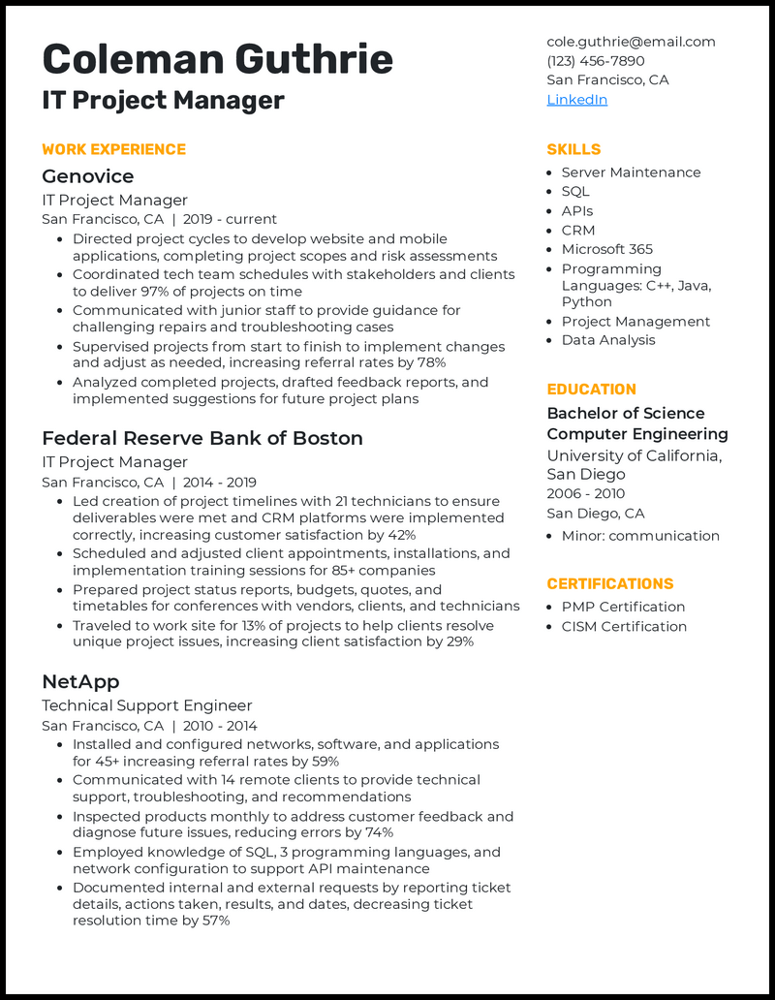 Coleman Guthrie
IT Project Manager
cole.guthrie@email.com
(123) 456-7890
San Francisco, CA
LinkedIn
WORK EXPERIENCE
Genovice
IT Project Manager
San Francisco, CA | 2019 - current
• Directed project cycles to develop website and mobile
applications, completing project scopes and risk assessments
• Coordinated tech team schedules with stakeholders and clients
to deliver 97% of projects on time
• Communicated with junior staff to provide guidance for
challenging repairs and troubleshooting cases
• Supervised projects from start to finish to implement changes
and adjust as needed, increasing referral rates by 78%
• Analyzed completed projects, drafted feedback reports, and
implemented suggestions for future project plans
Federal Reserve Bank of Boston
IT Project Manager
San Francisco, CA | 2014 - 2019
• Led creation of project timelines with 21 technicians to ensure
deliverables were met and CRM platforms were implemented
correctly, increasing customer satisfaction by 42%
• Scheduled and adjusted client appointments, installations, and
implementation training sessions for 85+ companies
• Prepared project status reports, budgets, quotes, and
timetables for conferences with vendors, clients, and technicians
• Traveled to work site for 13% of projects to help clients resolve
unique project issues, increasing client satisfaction by 29%
NetApp
Technical Support Engineer
San Francisco, CA | 2010 - 2014
• Installed and configured networks, software, and applications
for 45+ increasing referral rates by 59%
• Communicated with 14 remote clients to provide technical
support, troubleshooting, and recommendations
• Inspected products monthly to address customer feedback and
diagnose future issues, reducing errors by 74%
• Employed knowledge of SQL, 3 programming languages, and
network configuration to support API maintenance
• Documented internal and external requests by reporting ticket
details, actions taken, results, and dates, decreasing ticket
resolution time by 57%
SKILLS
• Server Maintenance
• SQL
• APIs
• CRM
• Microsoft 365
• Programming
Languages: C++, Java,
Python
• Project Management
• Data Analysis
EDUCATION
Bachelor of Science
Computer Engineering
University of California,
San Diego
2006 - 2010
San Diego, CA
• Minor: communication
CERTIFICATIONS
• PMP Certification
• CISM Certification